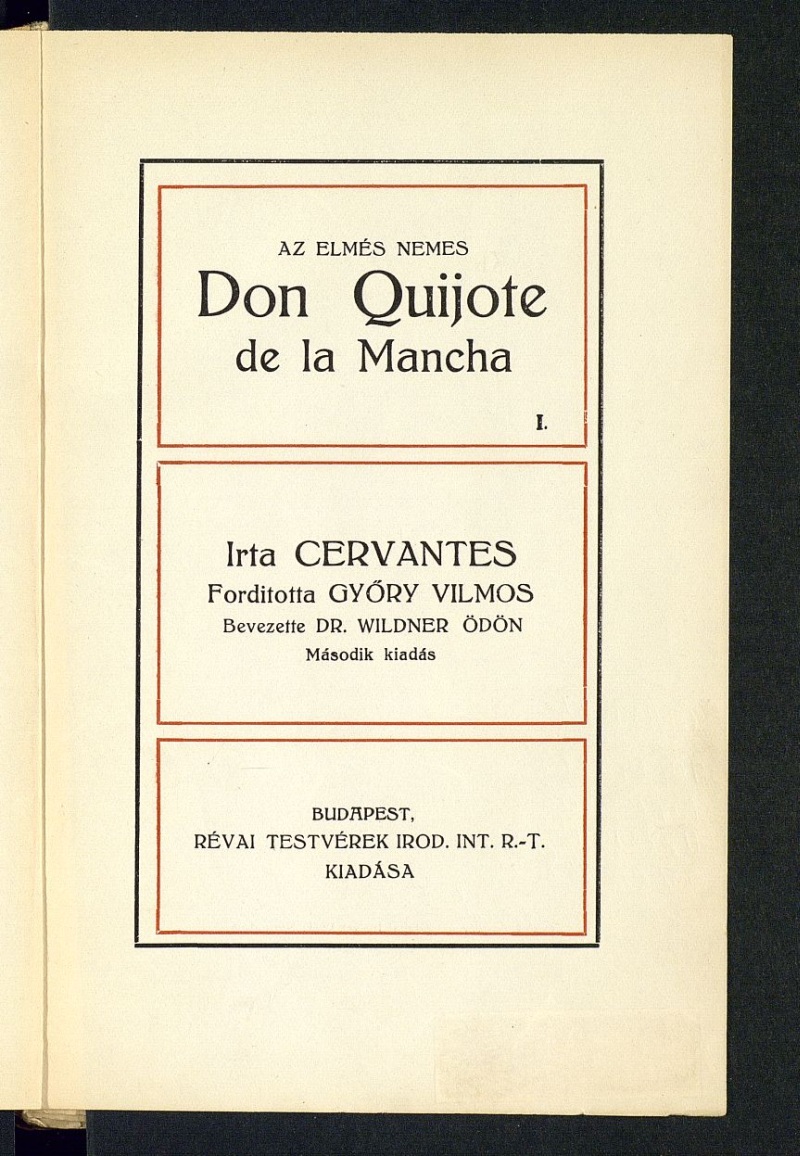 AZ ELMÉS NEMES
Don Quijote
de la Mancha
I.
Irta CERVANTES
Forditotta GYŐRY VILMOS
Bevezette DR. WILDNER ÖDÖN
Második kiadás
BUDAPEST,
RÉVAI TESTVÉREK IROD. INT. R.-T.
KIADÁSA